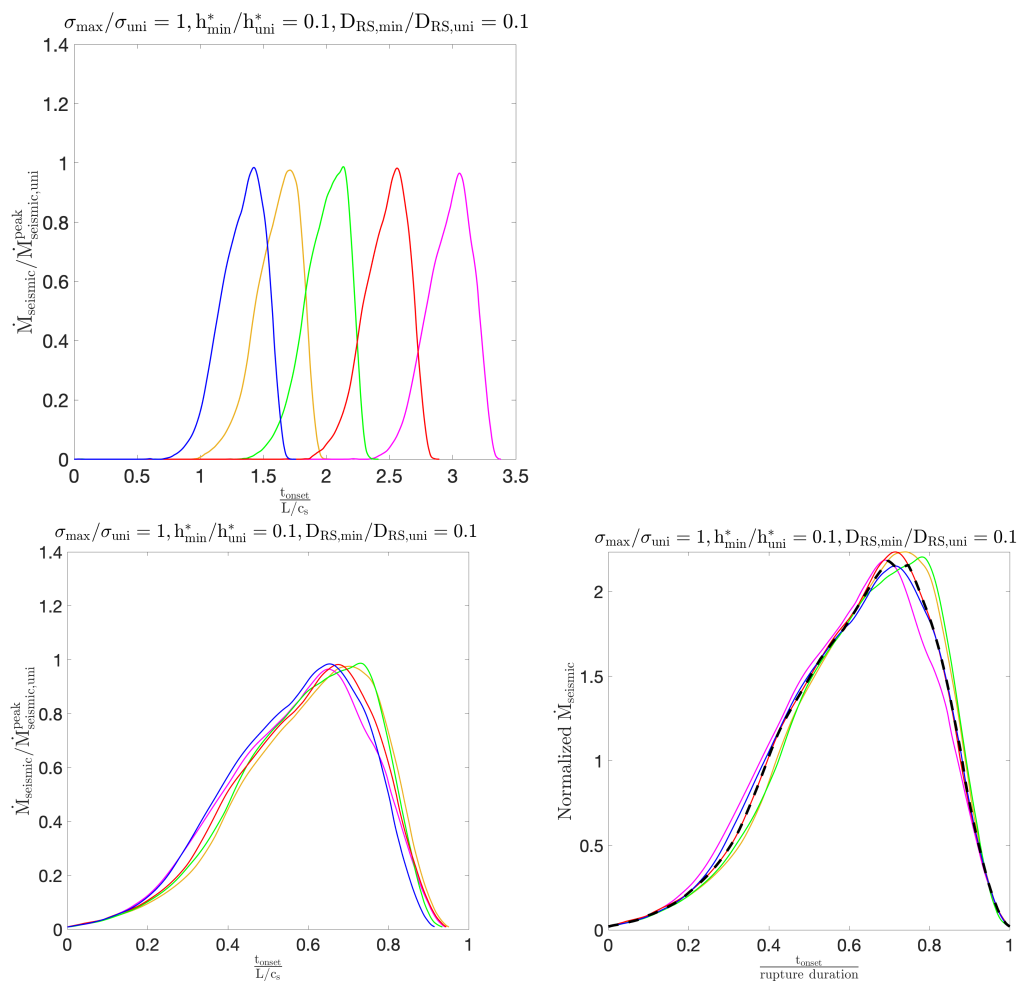 σmax/σuni = 1, h*min/h*uni = 0.1, DRS,min/DRS,uni = 0.1
1.4
1.2
1
0.8
0.6
0.4
0.2
0
Ṁseismic/Ṁpeakseismic,uni
0 0.5 1 1.5 2 2.5 3 3.5
tonset
L/cs
σmax/σuni = 1, h*min/h*uni = 0.1, DRS,min/DRS,uni = 0.1
1.4
1.2
1
0.8
0.6
0.4
0.2
0
Ṁseismic/Ṁpeakseismic,uni
0 0.2 0.4 0.6 0.8 1
tonset
L/cs
σmax/σuni = 1, h*min/h*uni = 0.1, DRS,min/DRS,uni = 0.1
2
1.5
1
0.5
0
Normalized Ṁseismic
0 0.2 0.4 0.6 0.8 1
tonset
rupture duration